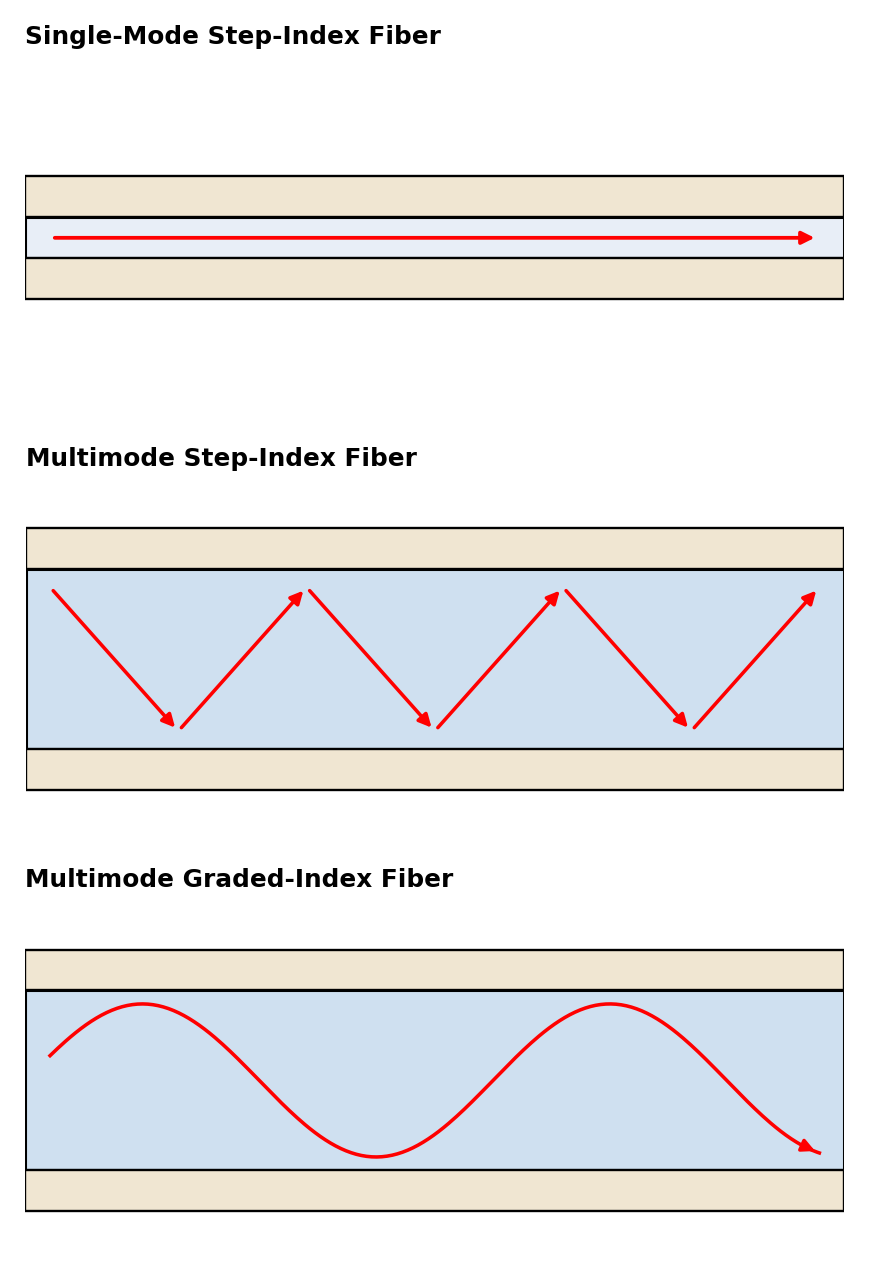 Single-Mode Step-Index Fiber
Multimode Step-Index Fiber
Multimode Graded-Index Fiber